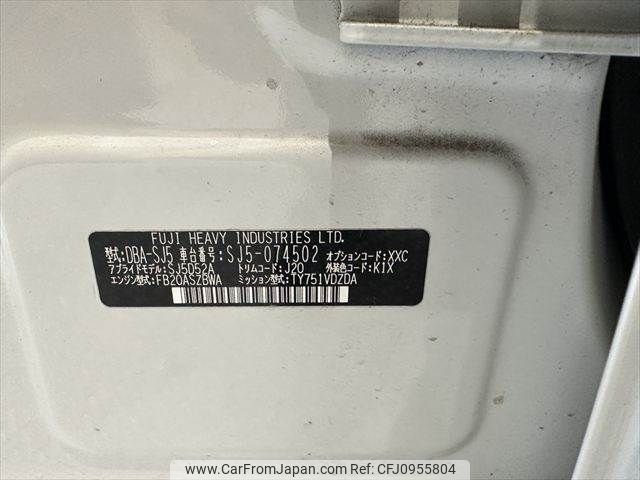 FUJI HEAVY INDUSTRIES LTD.
型式:DBA-SJ5 車台番号:SJ5-074502 オプションコード:XXC
アプライドモデル:SJ5D52A トリムコード:J20 外装色コード:K1X
エンジン型式:FB20ASZBWA ミッション型式:TY751VDZDA
www.CarFromJapan.com | © CarFromJapan - CFJ10955804